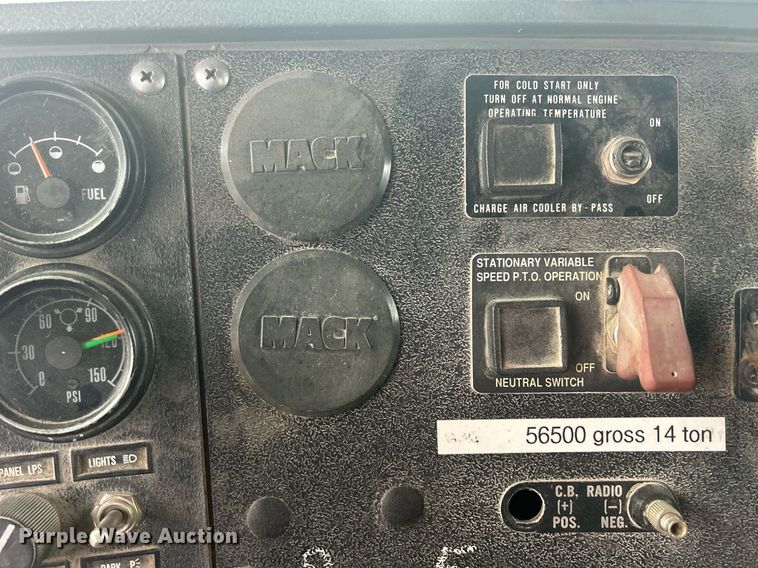 FUEL
60
90
30
120
0
150
PSI
PANEL LPS
LIGHTS
MACK
MACK
FOR COLD START ONLY
TURN OFF AT NORMAL ENGINE
OPERATING TEMPERATURE
ON
OFF
CHARGE AIR COOLER BY-PASS
STATIONARY VARIABLE
SPEED P.T.O. OPERATION
ON
OFF
NEUTRAL SWITCH
56500 gross 14 ton
C.B. RADIO
(+) (-)
POS. NEG.
Purple Wave Auction